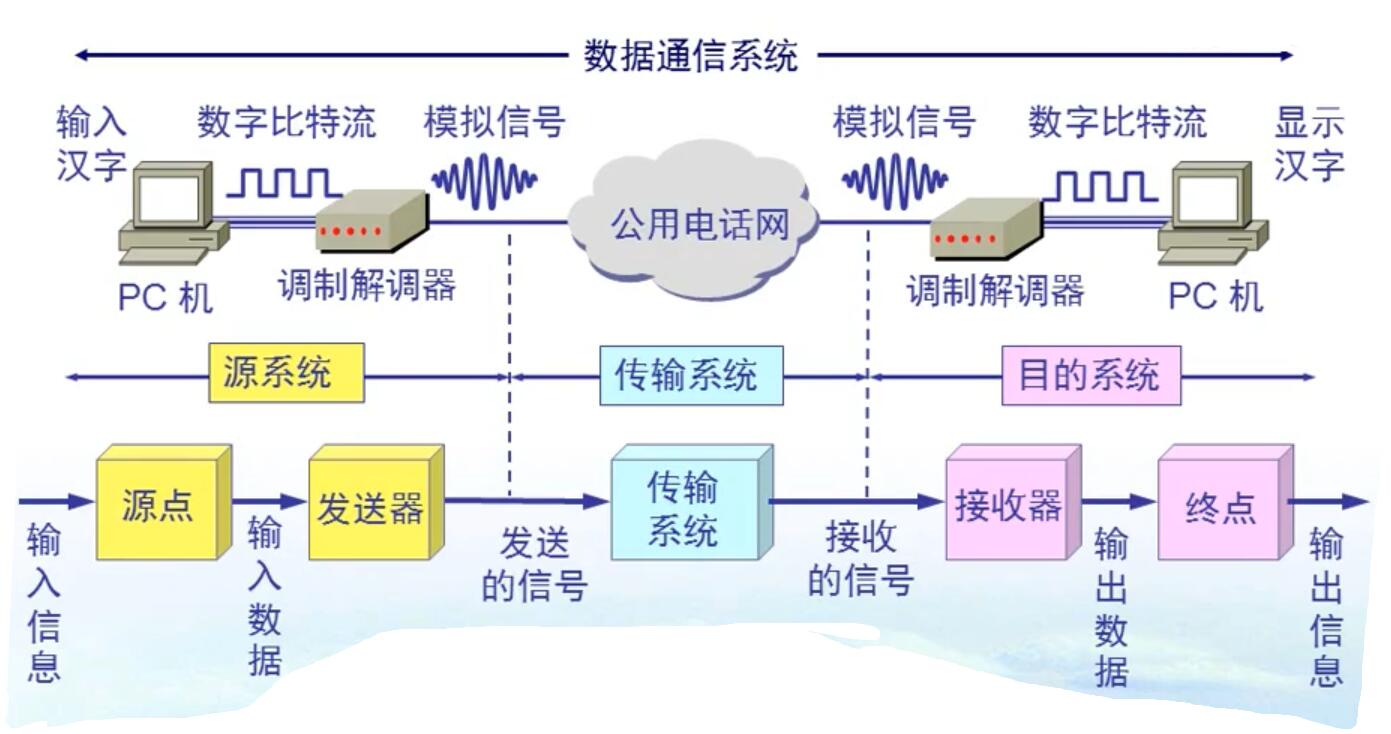 数据通信系统
输入
汉字
数字比特流
模拟信号
模拟信号
数字比特流
显示
汉字
公用电话网
PC 机
调制解调器
调制解调器
PC 机
源系统
传输系统
目的系统
源点
发送器
传输
系统
接收器
终点
输入信息
输入数据
发送
的信号
接收
的信号
输出数据
输出信息